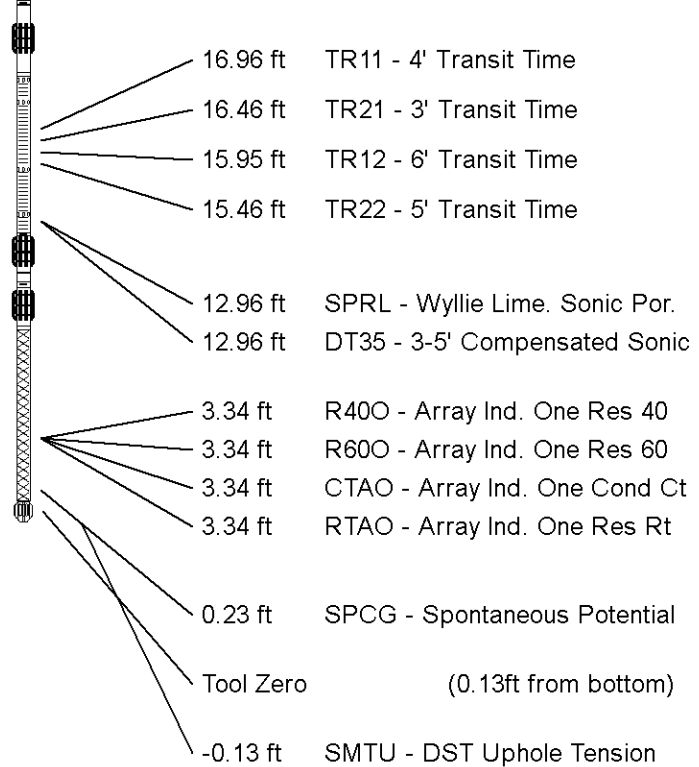 16.96 ft TR11 - 4' Transit Time
16.46 ft TR21 - 3' Transit Time
15.95 ft TR12 - 6' Transit Time
15.46 ft TR22 - 5' Transit Time
12.96 ft SPRL - Wyllie Lime. Sonic Por.
12.96 ft DT35 - 3-5' Compensated Sonic
3.34 ft R40O - Array Ind. One Res 40
3.34 ft R60O - Array Ind. One Res 60
3.34 ft CTAO - Array Ind. One Cond Ct
3.34 ft RTAO - Array Ind. One Res Rt
0.23 ft SPCG - Spontaneous Potential
Tool Zero (0.13ft from bottom)
-0.13 ft SMTU - DST Uphole Tension